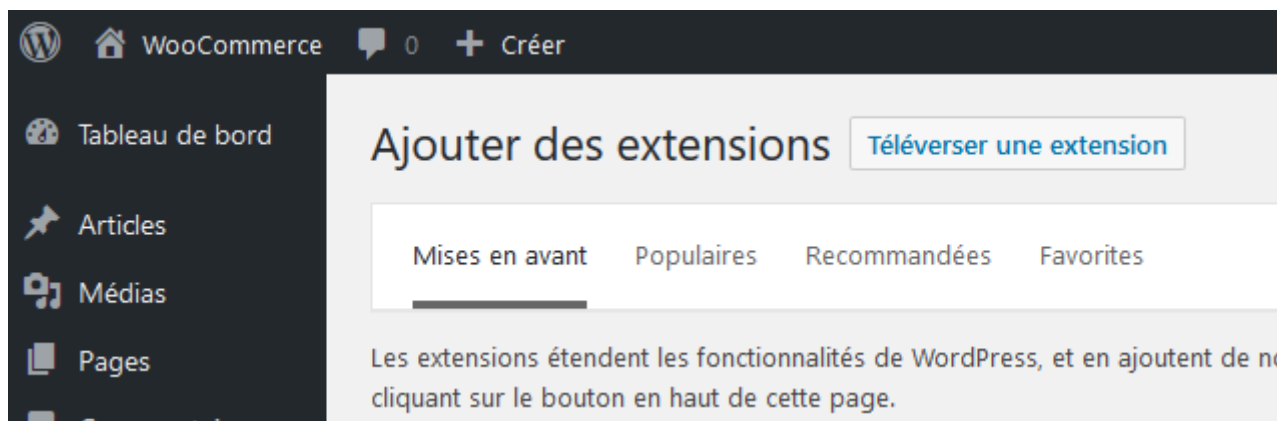 WooCommerce 0 Créer
Tableau de bord
Ajouter des extensions Téléverser une extension
Articles
Mises en avant Populaires Recommandées Favorites
Médias
Pages
Les extensions étendent les fonctionnalités de WordPress, et en ajoutent de
cliquant sur le bouton en haut de cette page.